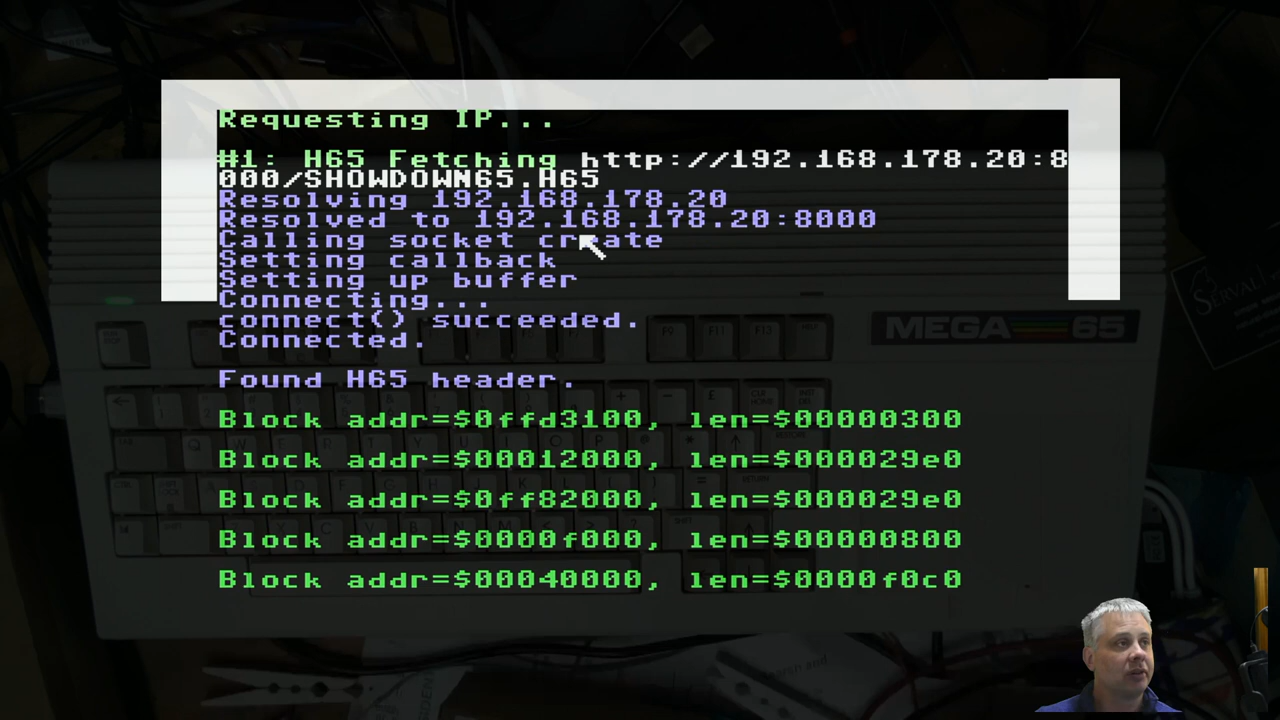 Requesting IP...
#1: H65 Fetching http://192.168.178.20:8
000/SHOWDOWN65.H65
Resolving 192.168.178.20
Resolved to 192.168.178.20:8000
Calling socket create
Setting callback
Setting up buffer
Connecting...
connect() succeeded.
Connected.
Found H65 header.
Block addr=$0ffd3100, len=$00000300
Block addr=$00012000, len=$000029e0
Block addr=$0ff82000, len=$000029e0
Block addr=$0000f000, len=$00000800
Block addr=$00040000, len=$0000f0c0
MEGA 65